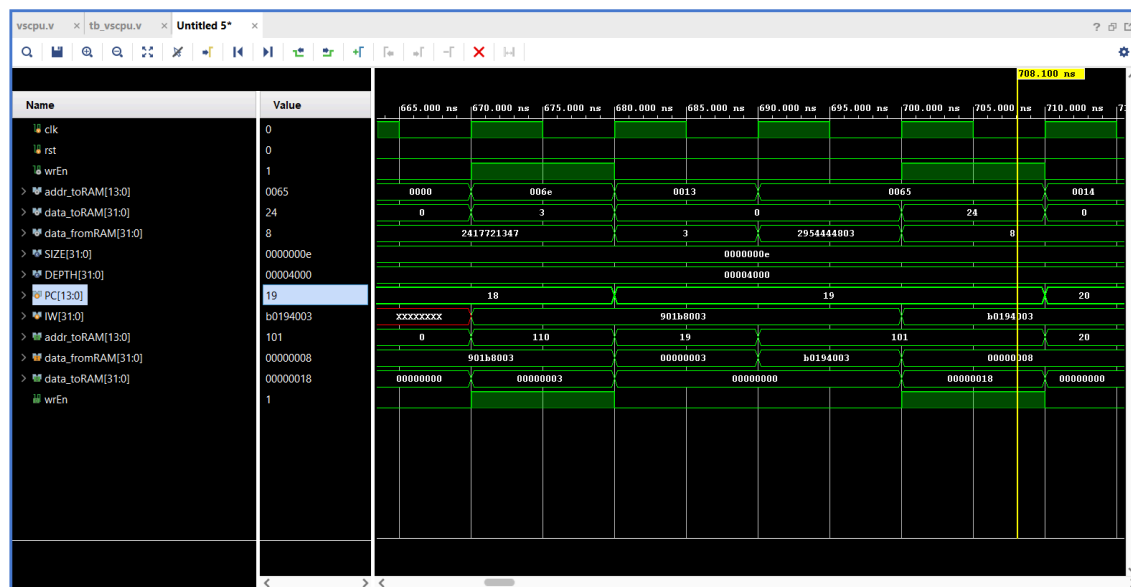 vscpu.v × tb_vscpu.v × Untitled 5* ×
?
708.100 ns
Name Value 665.000 ns 670.000 ns 675.000 ns 680.000 ns 685.000 ns 690.000 ns 695.000 ns 700.000 ns 705.000 ns 710.000 ns
clk 0
rst 0
wrEn 1
addr_toRAM[13:0] 0065 0000 006e 0013 0065 0014
data_toRAM[31:0] 24 0 3 0 24 0
data_fromRAM[31:0] 8 2417721347 3 2954444803 8
SIZE[31:0] 0000000e 0000000e
DEPTH[31:0] 00004000 00004000
PC[13:0] 19 18 19 20
IW[31:0] b0194003 xxxxxxxx 901b8003 b0194003
addr_toRAM[13:0] 101 0 110 19 101 20
data_fromRAM[31:0] 00000008 901b8003 00000003 b0194003 00000008
data_toRAM[31:0] 00000018 00000000 00000003 00000000 00000018 00000000
wrEn 1